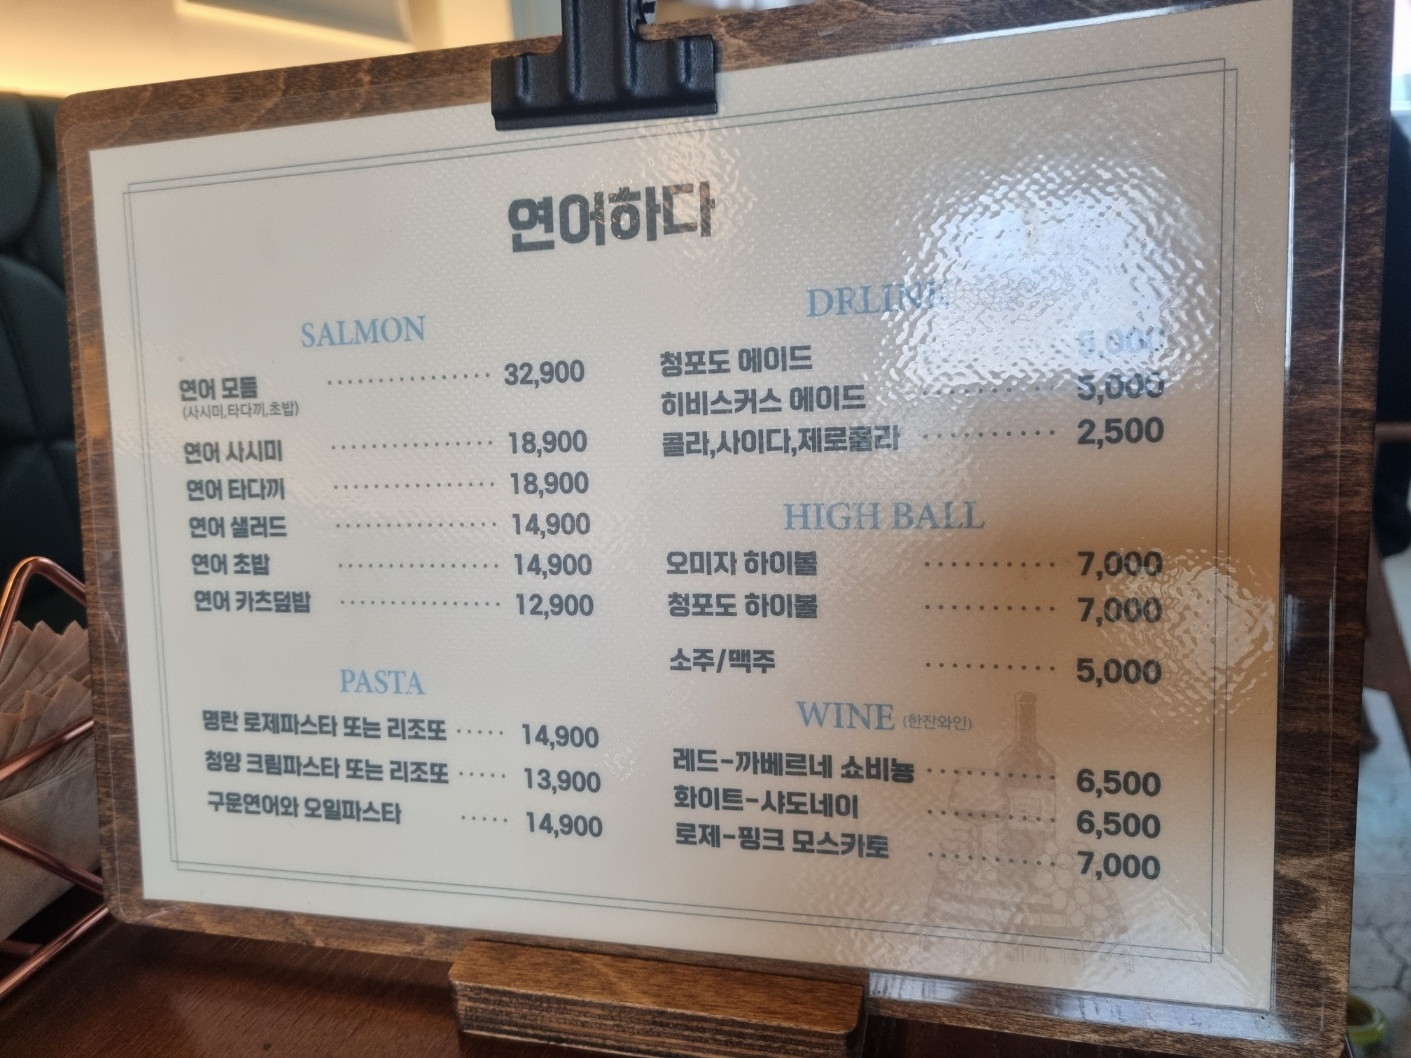 연어하다
SALMON
연어 모듬 ················ 32,900
(사시미,타다끼,초밥)
연어 사시미 ················ 18,900
연어 타다끼 ················ 18,900
연어 샐러드 ················ 14,900
연어 초밥 ················ 14,900
연어 카츠덮밥 ················ 12,900
PASTA
명란 로제파스타 또는 리조또 ····· 14,900
청양 크림파스타 또는 리조또 ····· 13,900
구운연어와 오일파스타 ····· 14,900
DRLINK
청포도 에이드 5,000
히비스커스 에이드 ··········· 5,000
콜라,사이다,제로콜라 ··········· 2,500
HIGH BALL
오미자 하이볼 ··········· 7,000
청포도 하이볼 ··········· 7,000
소주/맥주 ··········· 5,000
WINE (한잔와인)
레드-까베르네 쇼비뇽 ··········· 6,500
화이트-샤도네이 ··········· 6,500
로제-핑크 모스카토 ··········· 7,000